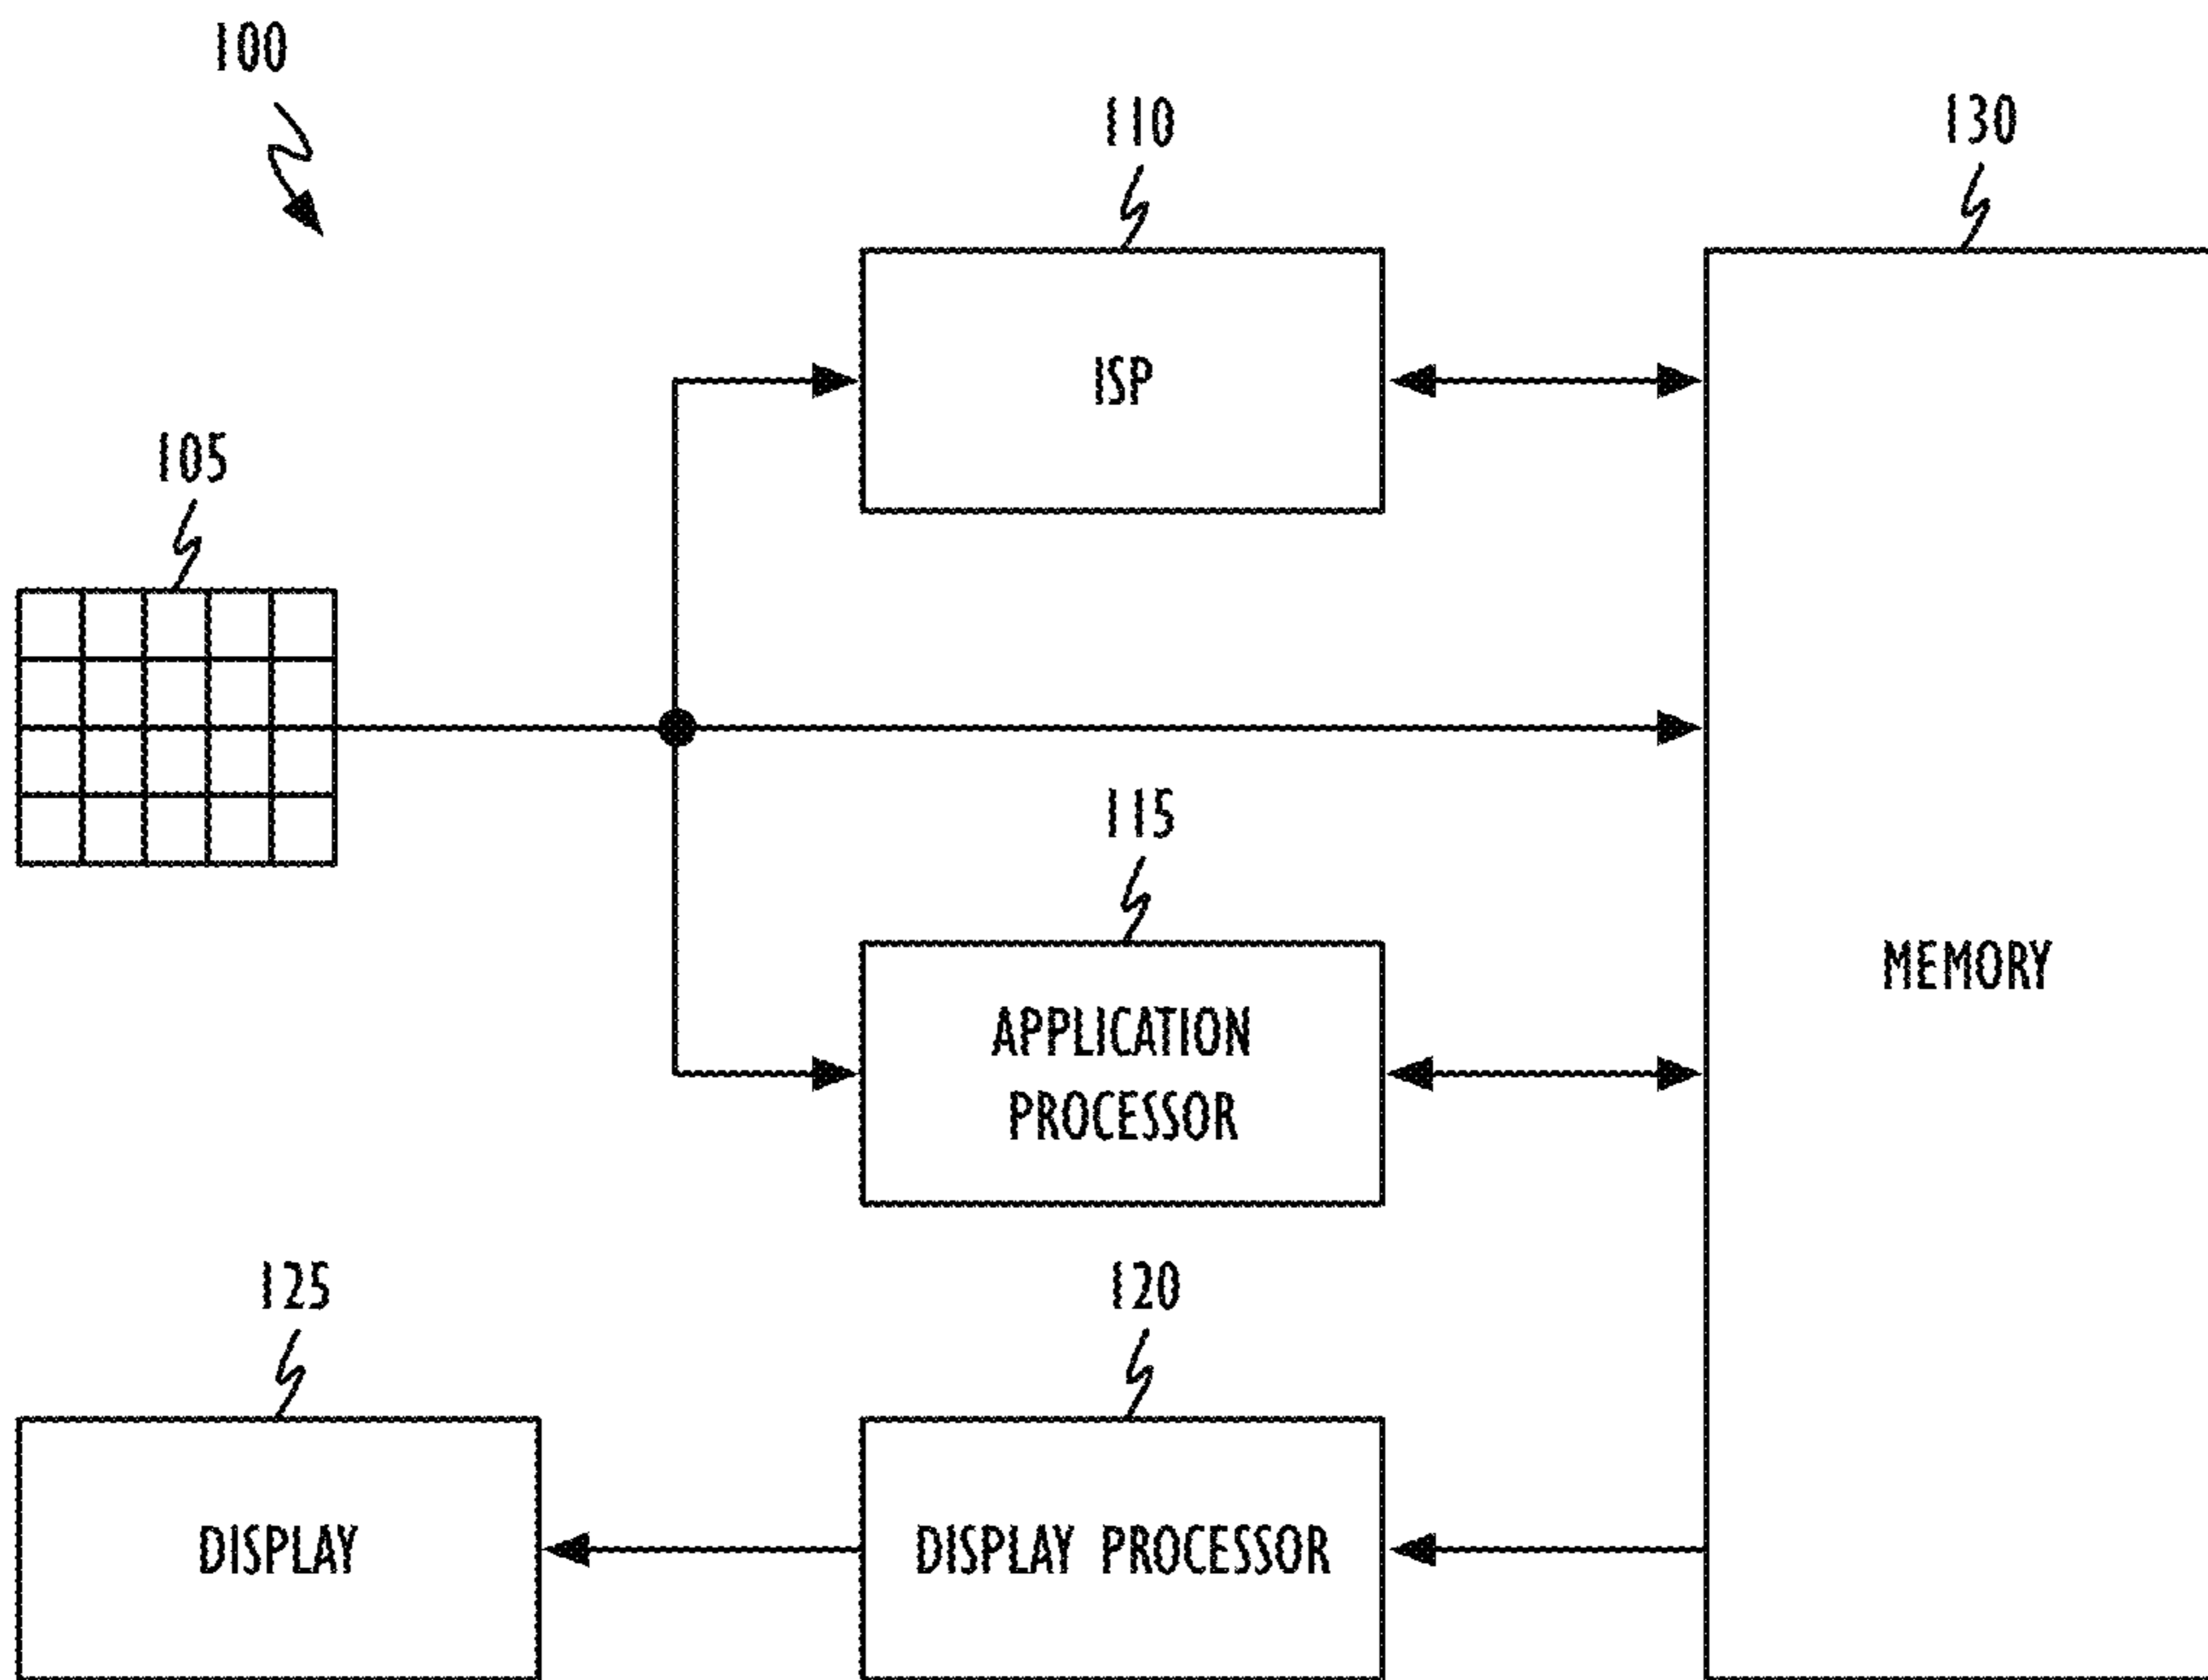 100
110
130
ISP
105
115
MEMORY
APPLICATION
PROCESSOR
125
120
DISPLAY
DISPLAY PROCESSOR